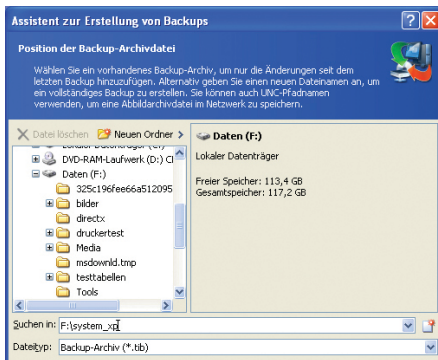 Assistent zur Erstellung von Backups
Position der Backup-Archivdatei
Wählen Sie ein vorhandenes Backup-Archiv, um nur die Änderungen seit dem
letzten Backup hinzuzufügen. Alternativ geben Sie einen neuen Dateinamen an, um
ein vollständiges Backup zu erstellen. Sie können auch UNC-Pfadnamen
verwenden, um eine Abbildarchivdatei im Netzwerk zu speichern.
Datei löschen Neuen Ordner >
DVD-RAM-Laufwerk (D:) Cl
Daten (F:)
325c196fee66a512095
bilder
directx
druckertest
Media
msdownld.tmp
testtabellen
Tools
Daten (F:)
Lokaler Datenträger
Freier Speicher: 113,4 GB
Gesamtspeicher: 117,2 GB
Suchen in: F:\system_xp
Dateityp: Backup-Archiv (*.tib)